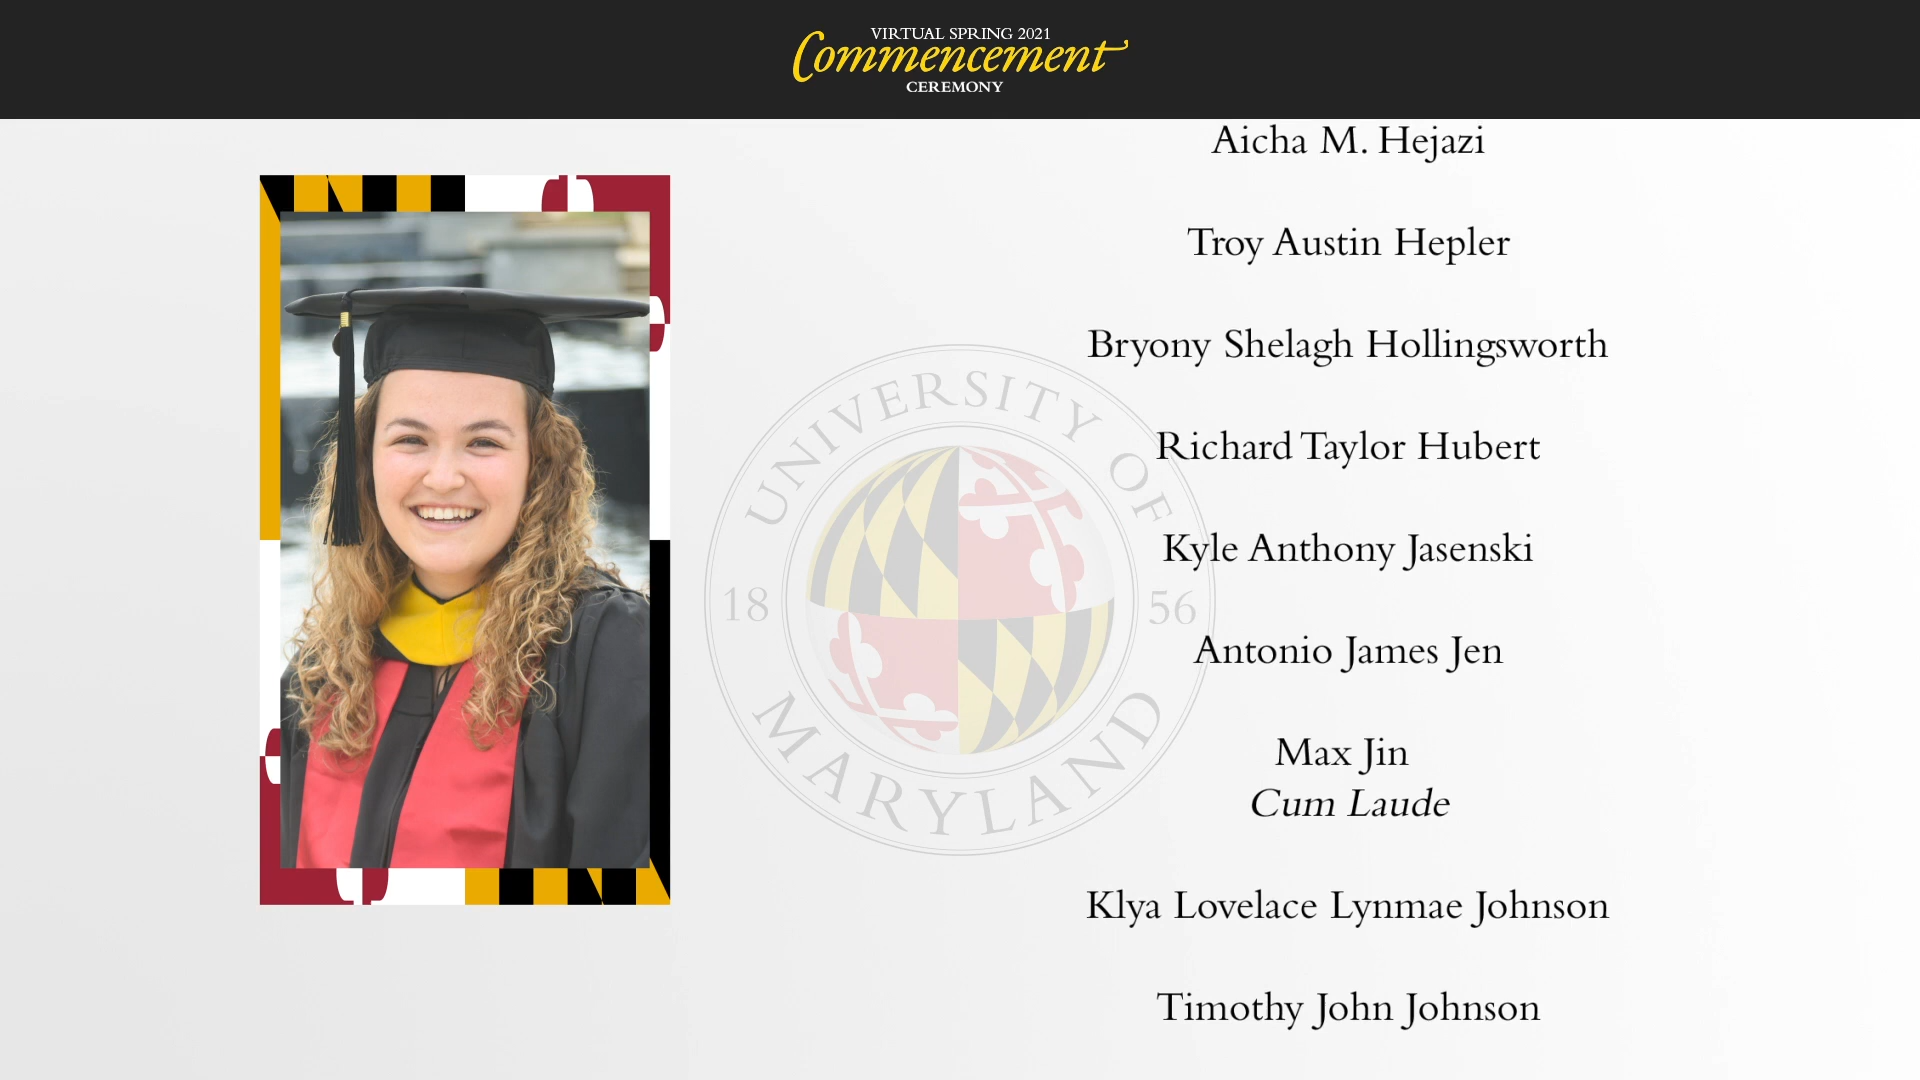 VIRTUAL SPRING 2021
Commencement
CEREMONY
Aicha M. Hejazi
Troy Austin Hepler
Bryony Shelagh Hollingsworth
Richard Taylor Hubert
Kyle Anthony Jasenski
Antonio James Jen
Max Jin
Cum Laude
Klya Lovelace Lynmae Johnson
Timothy John Johnson
UNIVERSITY OF
18 56
MARYLAND